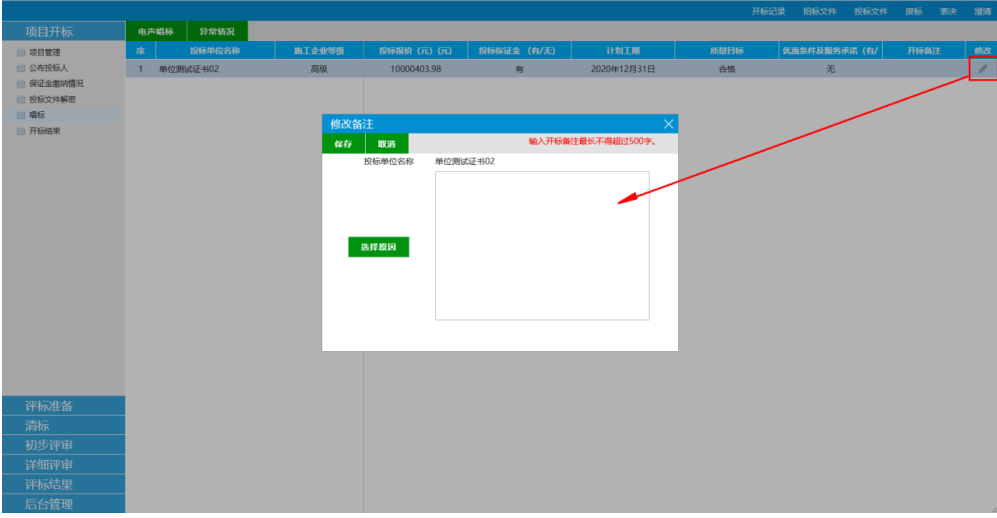 开标记录 招标文件 投标文件 废标 表决 澄清
项目开标
项目管理
公布投标人
保证金缴纳情况
投标文件解密
唱标
开标结束
评标准备
清标
初步评审
详细评审
评标结果
后台管理
电声唱标 异常情况
序 投标单位名称 施工企业等级 投标报价（元）(元) 投标保证金 （有/无） 计划工期 质量目标 优惠条件及服务承诺（有/ 开标备注 修改
1 单位测试证书02 高级 10000403.98 有 2020年12月31日 合格 无
修改备注
保存 取消 输入开标备注最长不得超过500字。
投标单位名称 单位测试证书02
选择原因